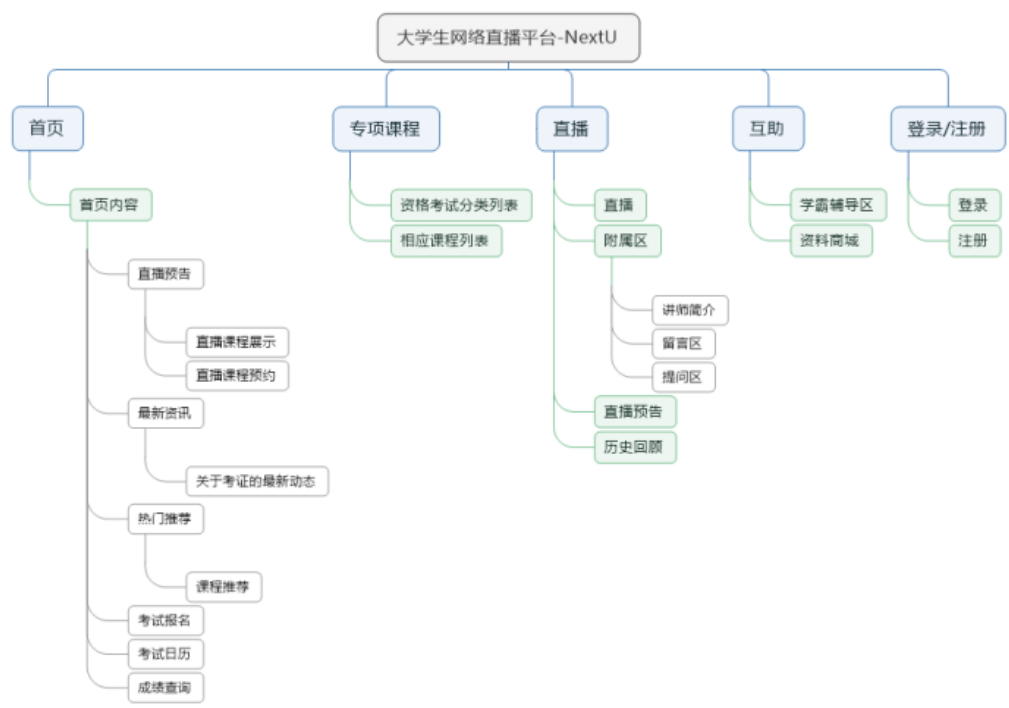 大学生网络直播平台-NextU
首页
专项课程
直播
互助
登录/注册
首页内容
资格考试分类列表
直播
学霸辅导区
登录
相应课程列表
附属区
资料商城
注册
直播预告
讲师简介
直播课程展示
留言区
直播课程预约
提问区
最新资讯
直播预告
历史回顾
关于考证的最新动态
热门推荐
课程推荐
考试报名
考试日历
成绩查询